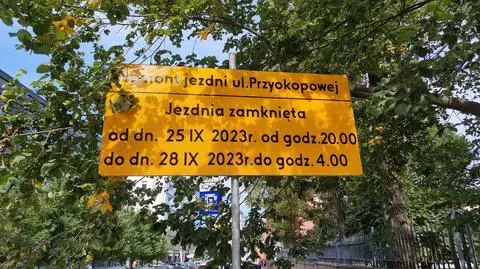 Remont jezdni ul.Przyokopowej
Jezdnia zamknięta
od dn. 25 IX 2023r. od godz.20.00
do dn. 28 IX 2023r.do godz.4.00